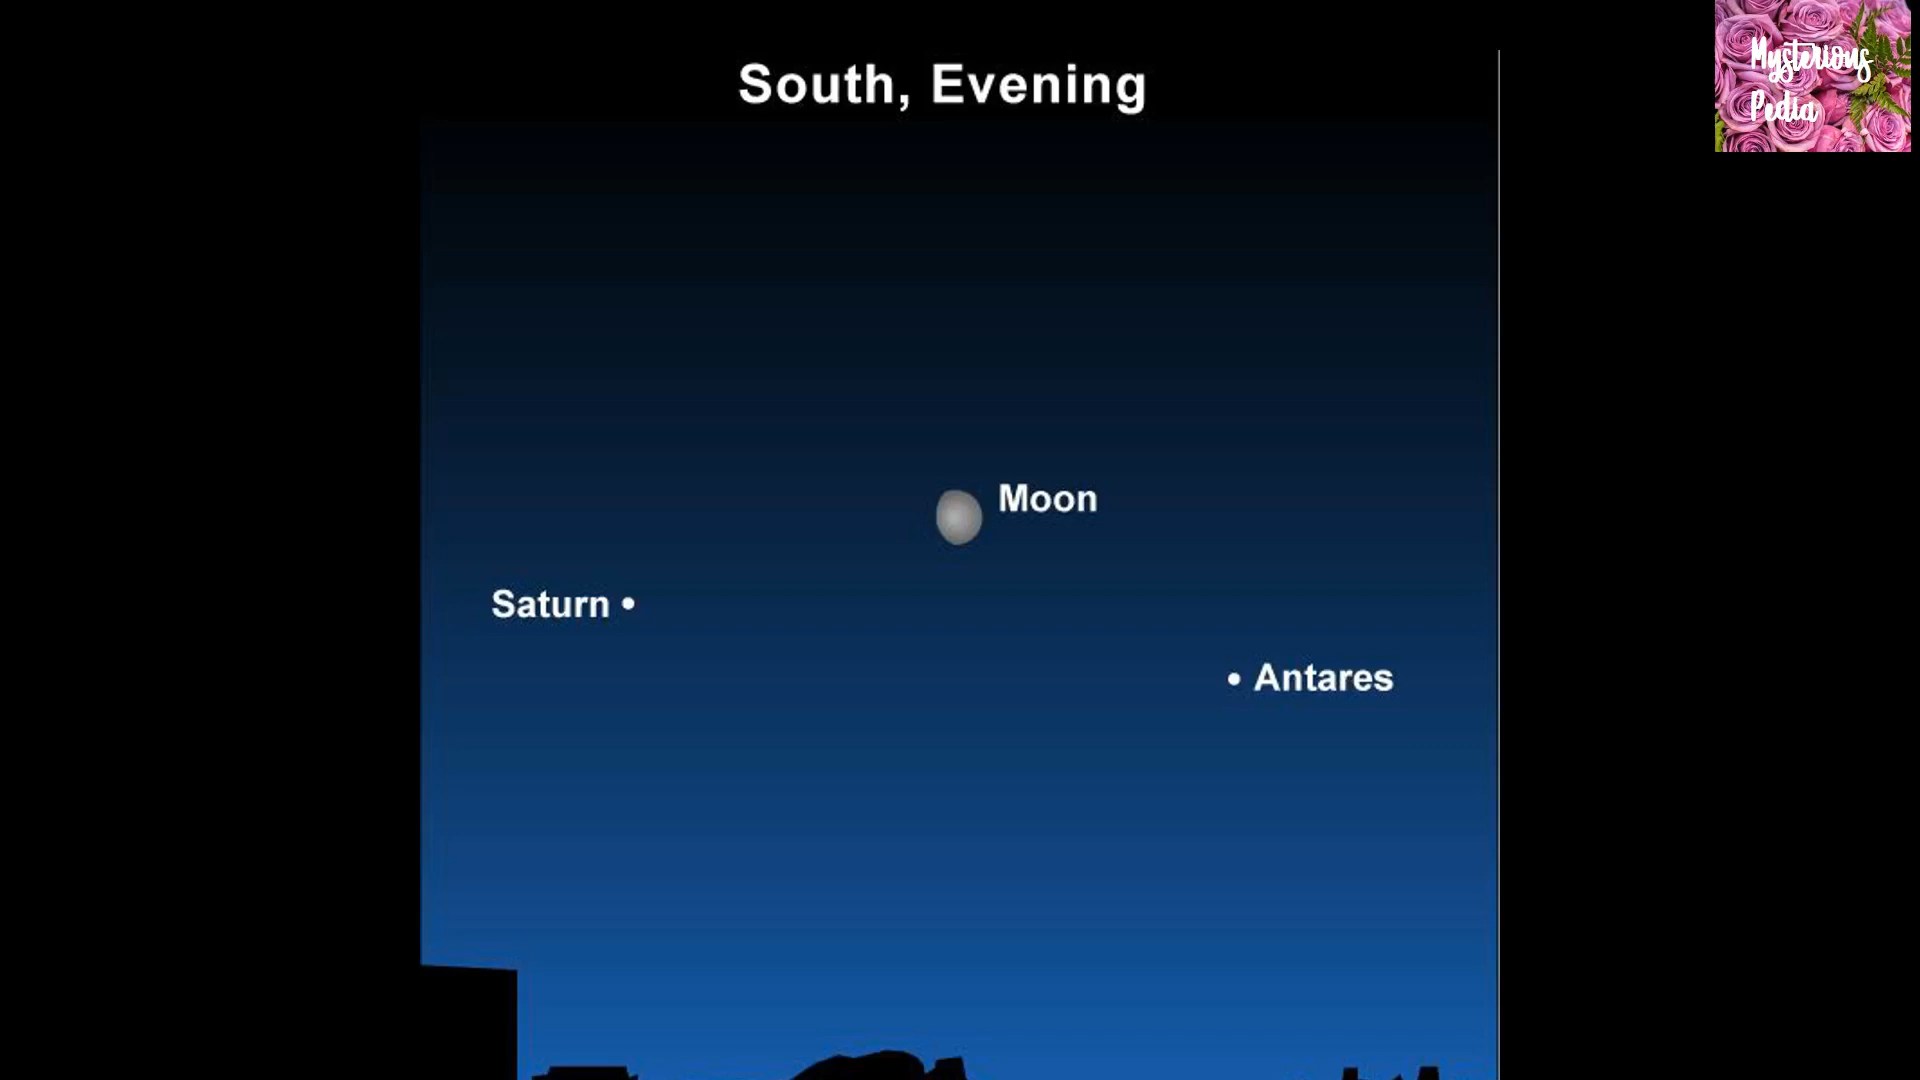 South, Evening
Mysterious
Pedia
Moon
Saturn
Antares